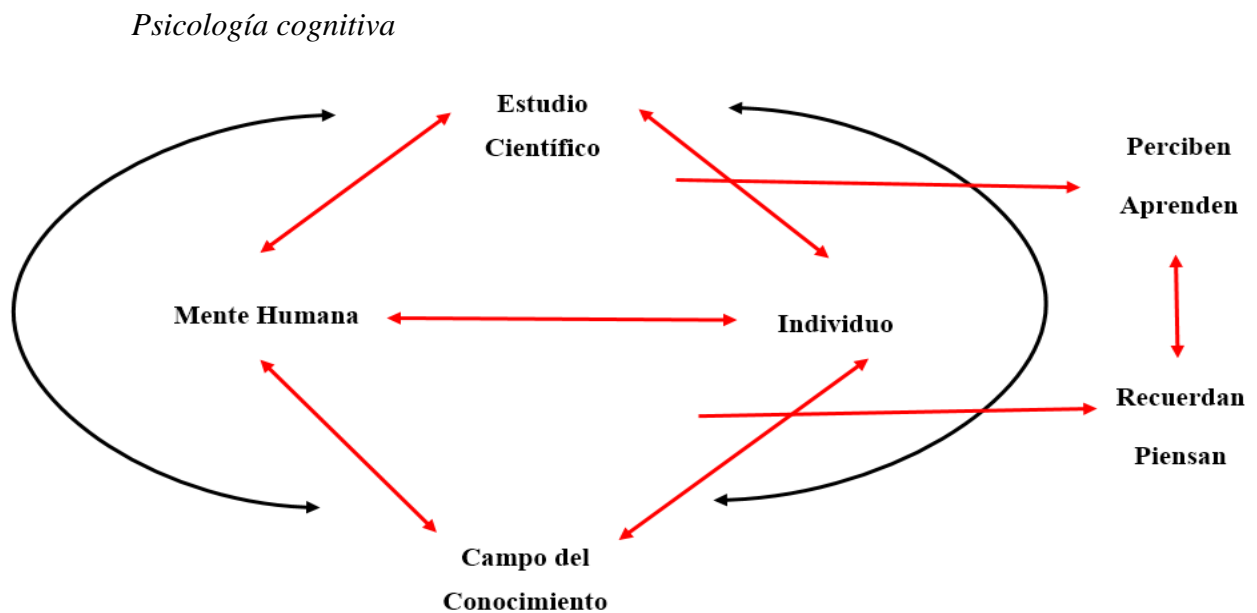 Psicología cognitiva
Estudio
Científico
Perciben
Aprenden
Mente Humana
Individuo
Recuerdan
Piensan
Campo del
Conocimiento